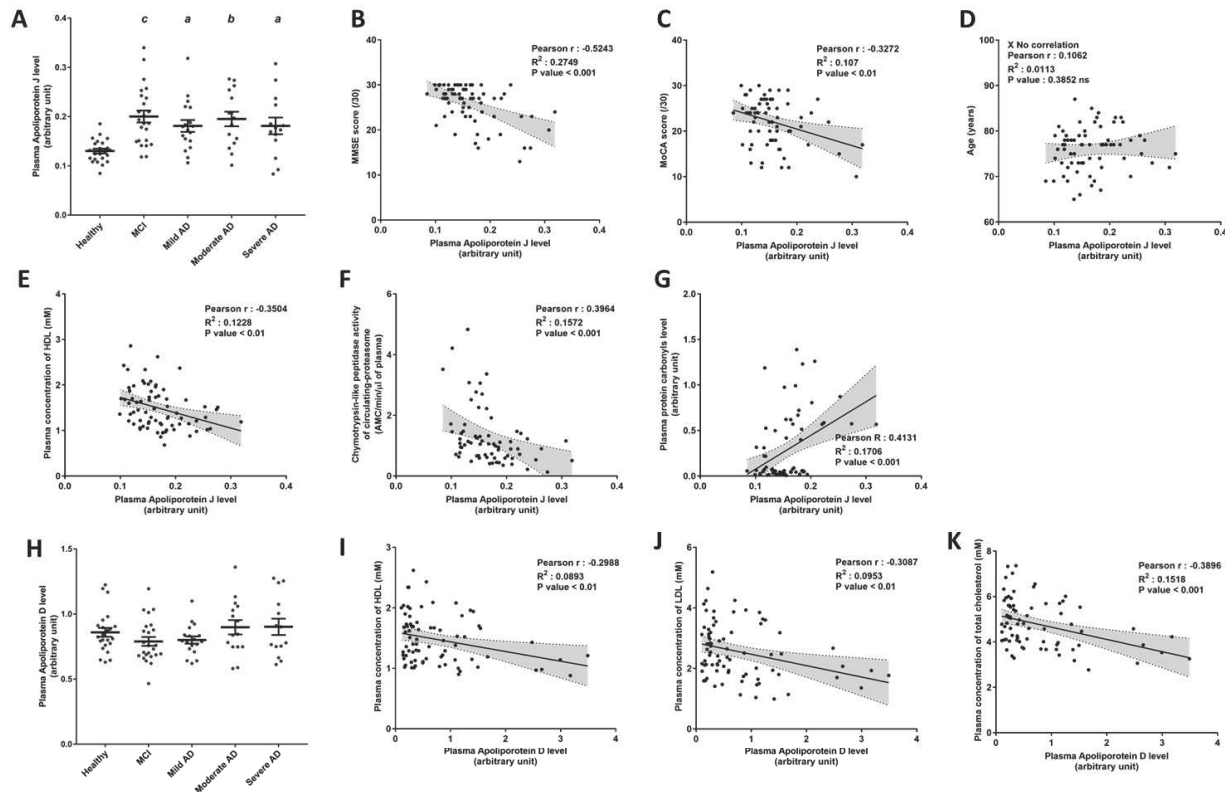 A
Plasma Apoliporotein J level
(arbitrary unit)
0.4
0.3
0.2
0.1
0.0
c
a
b
a
Healthy
MCI
Mild AD
Moderate AD
Severe AD
B
MMSE score (/30)
40
30
20
10
0
Pearson r : -0.5243
R2 : 0.2749
P value < 0.001
0.0
0.1
0.2
0.3
0.4
Plasma Apoliporotein J level
(arbitrary unit)
C
MoCA score (/30)
40
30
20
10
0
Pearson r : -0.3272
R2 : 0.107
P value < 0.01
0.0
0.1
0.2
0.3
0.4
Plasma Apoliporotein J level
(arbitrary unit)
D
Age (years)
100
90
80
70
60
X No correlation
Pearson r : 0.1062
R2 : 0.0113
P value : 0.3852 ns
0.0
0.1
0.2
0.3
0.4
Plasma Apoliporotein J level
(arbitrary unit)
E
Plasma concentration of HDL (mM)
4
3
2
1
0
Pearson r : -0.3504
R2 : 0.1228
P value < 0.01
0.0
0.1
0.2
0.3
0.4
Plasma Apoliporotein J level
(arbitrary unit)
F
Chymotrypsin-like peptidase activity
of circulating-proteasome
(AMC/min/µl of plasma)
6
4
2
0
Pearson r : 0.3964
R2 : 0.1572
P value < 0.001
0.0
0.1
0.2
0.3
0.4
Plasma Apoliporotein J level
(arbitrary unit)
G
Plasma protein carbonyls level
(arbitrary unit)
2.0
1.5
1.0
0.5
0.0
Pearson R : 0.4131
R2 : 0.1706
P value < 0.001
0.0
0.1
0.2
0.3
0.4
Plasma Apoliporotein J level
(arbitrary unit)
H
Plasma Apoliporotein D level
(arbitrary unit)
1.5
1.0
0.5
0.0
Healthy
MCI
Mild AD
Moderate AD
Severe AD
I
Plasma concentration of HDL (mM)
3
2
1
0
Pearson r : -0.2988
R2 : 0.0893
P value < 0.01
0
1
2
3
4
Plasma Apoliporotein D level
(arbitrary unit)
J
Plasma concentration of LDL (mM)
6
4
2
0
Pearson r : -0.3087
R2 : 0.0953
P value < 0.01
0
1
2
3
4
Plasma Apoliporotein D level
(arbitrary unit)
K
Plasma concentration of total cholesterol (mM)
8
6
4
2
0
Pearson r : -0.3896
R2 : 0.1518
P value < 0.001
0
1
2
3
4
Plasma Apoliporotein D level
(arbitrary unit)